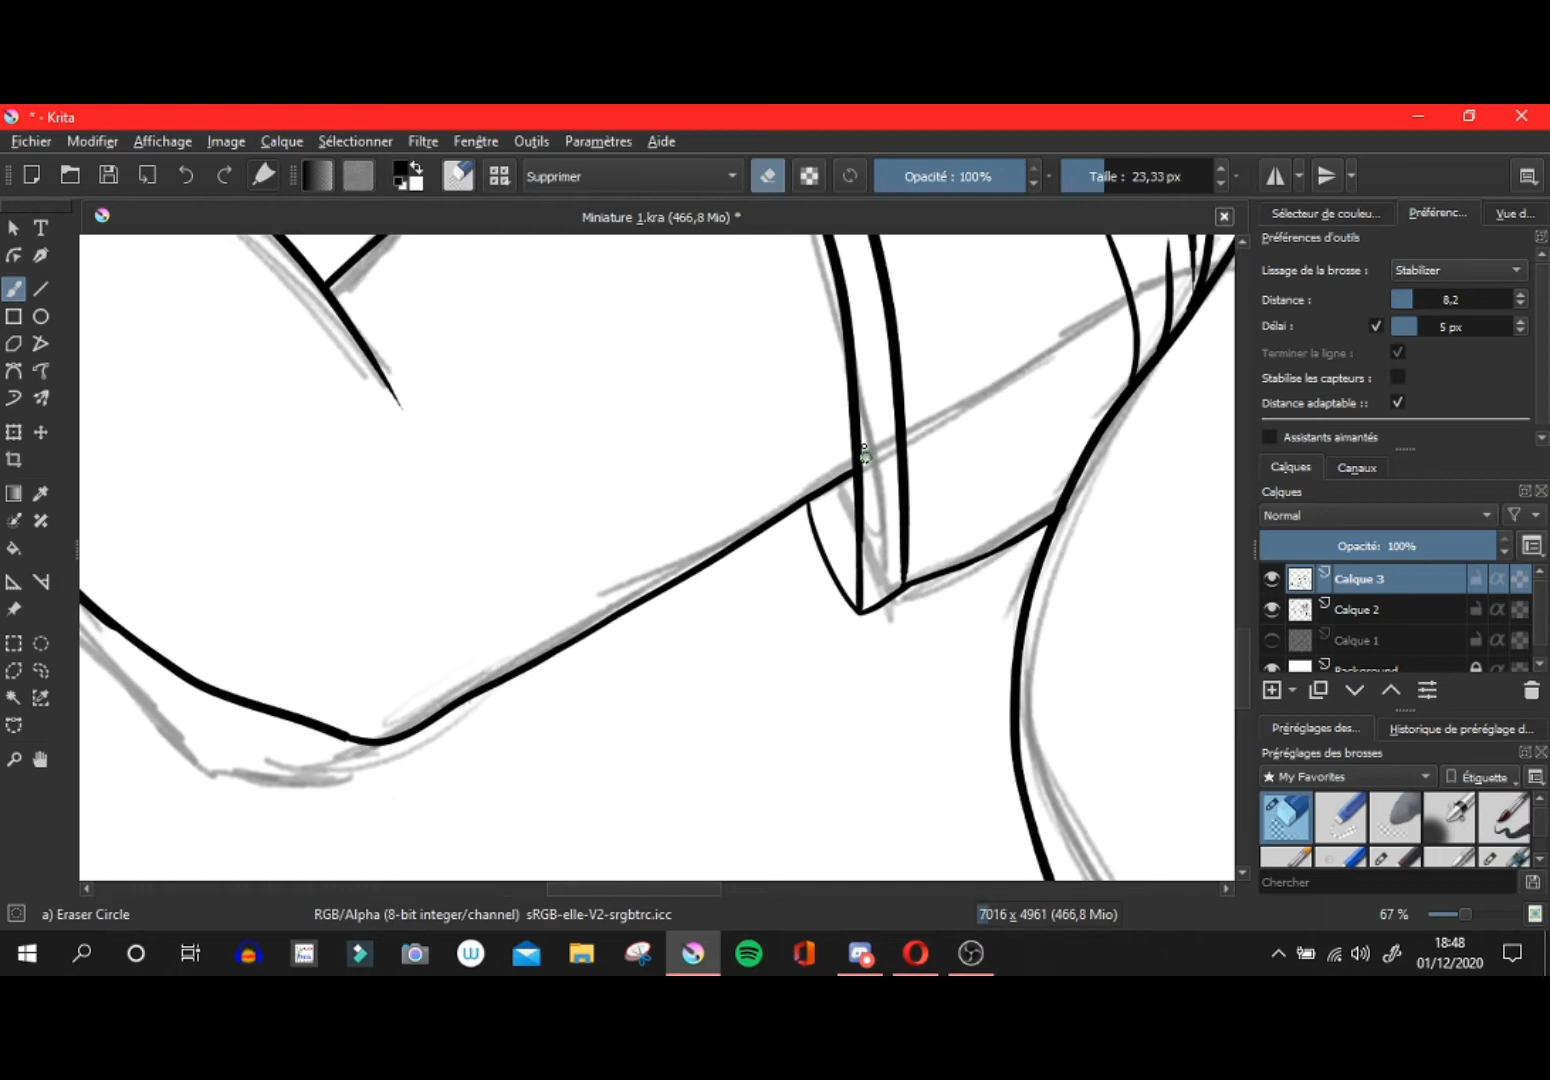 * - Krita
Fichier Modifier Affichage Image Calque Sélectionner Filtre Fenêtre Outils Paramètres Aide
Supprimer Opacité : 100% Taille : 23,33 px
Miniature 1.kra (466,8 Mio) *
Sélecteur de couleu... Préférenc... Vue d...
Préférences d'outils
Lissage de la brosse : Stabilizer
Distance : 8,2
Délai : 5 px
Terminer la ligne :
Stabilise les capteurs :
Distance adaptable ::
Assistants aimantés
Calques Canaux
Calques
Normal
Opacité: 100%
Calque 3
Calque 2
Calque 1
Background
Préréglages des... Historique de préréglage d...
Préréglages des brosses
★ My Favorites Étiquette
Chercher
a) Eraser Circle RGB/Alpha (8-bit integer/channel) sRGB-elle-V2-srgbtrc.icc 7016 x 4961 (466,8 Mio) 67 %
18:48
01/12/2020